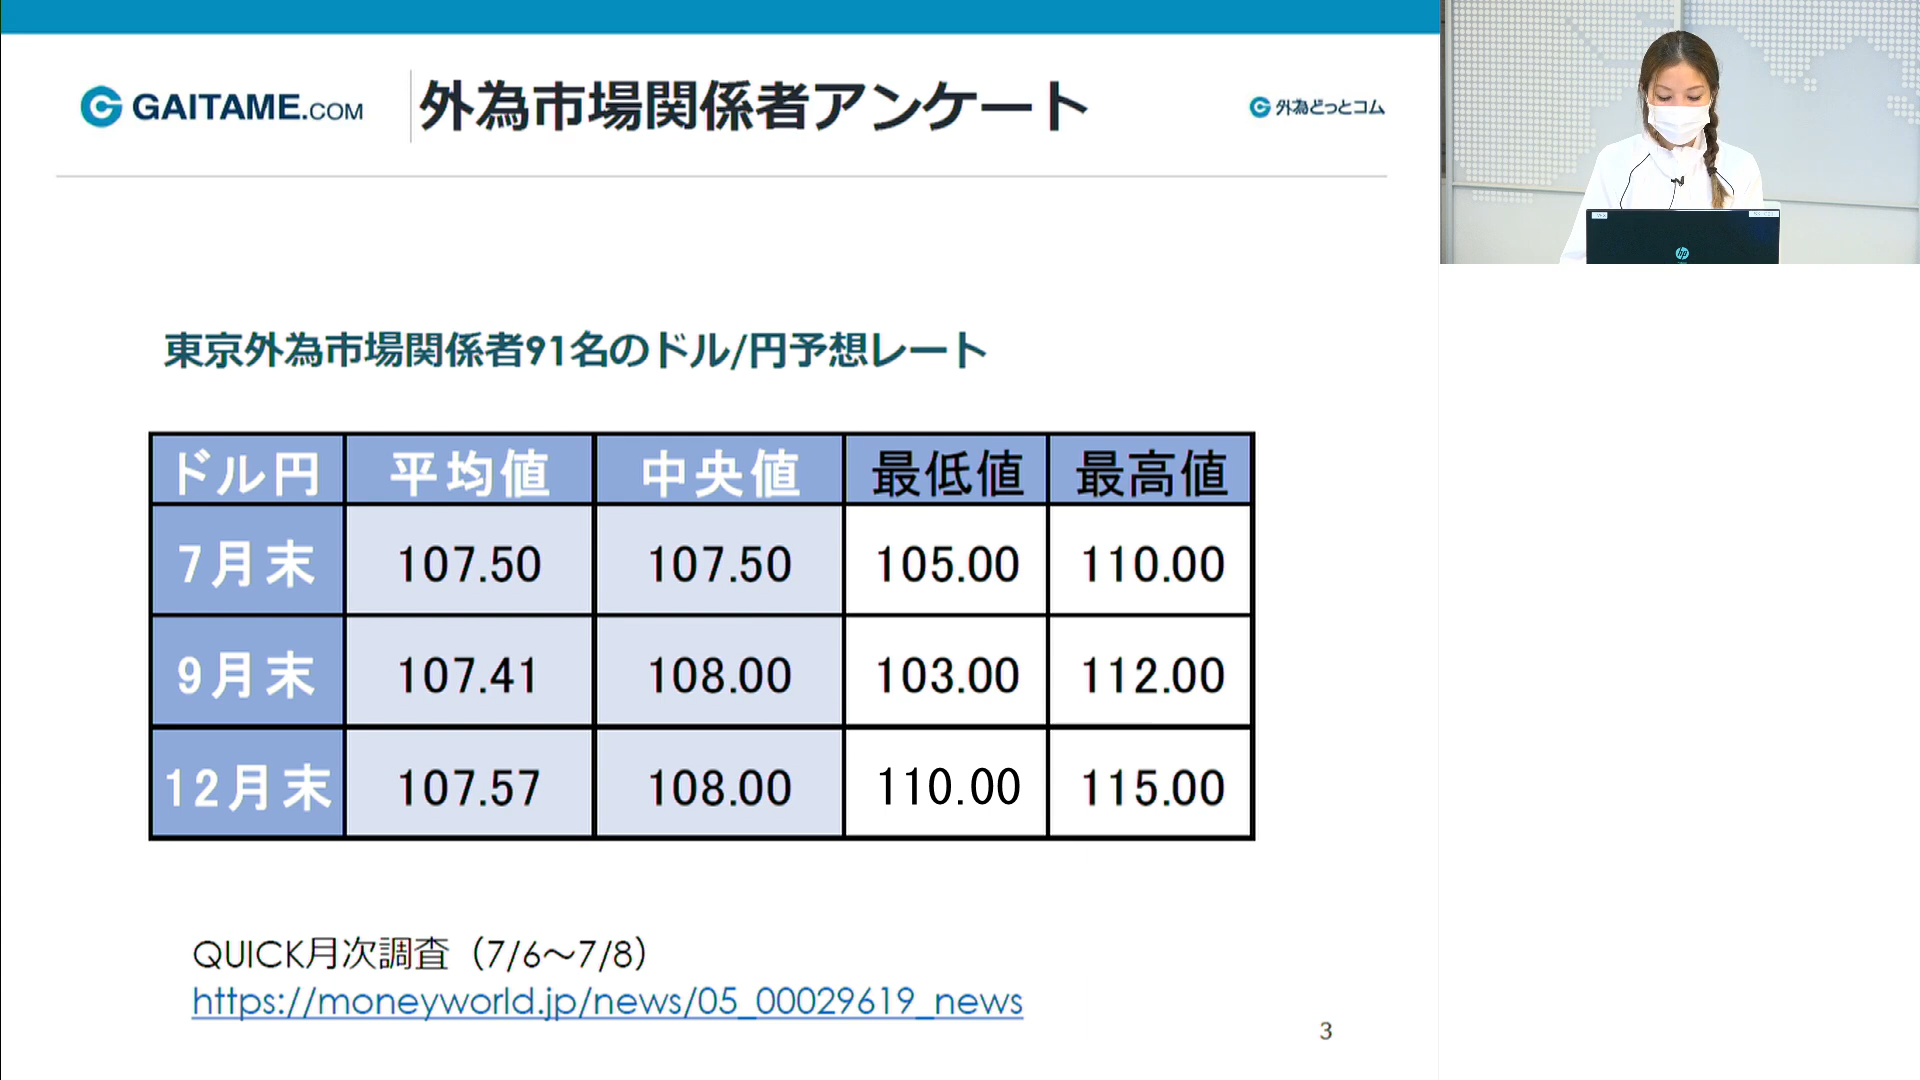 GAITAME.COM
外為市場関係者アンケート
外為どっとコム
東京外為市場関係者91名のドル/円予想レート
ドル円 平均値 中央値 最低値 最高値
7月末 107.50 107.50 105.00 110.00
9月末 107.41 108.00 103.00 112.00
12月末 107.57 108.00 110.00 115.00
QUICK月次調査（7/6～7/8）
https://moneyworld.jp/news/05_00029619_news
3
hp